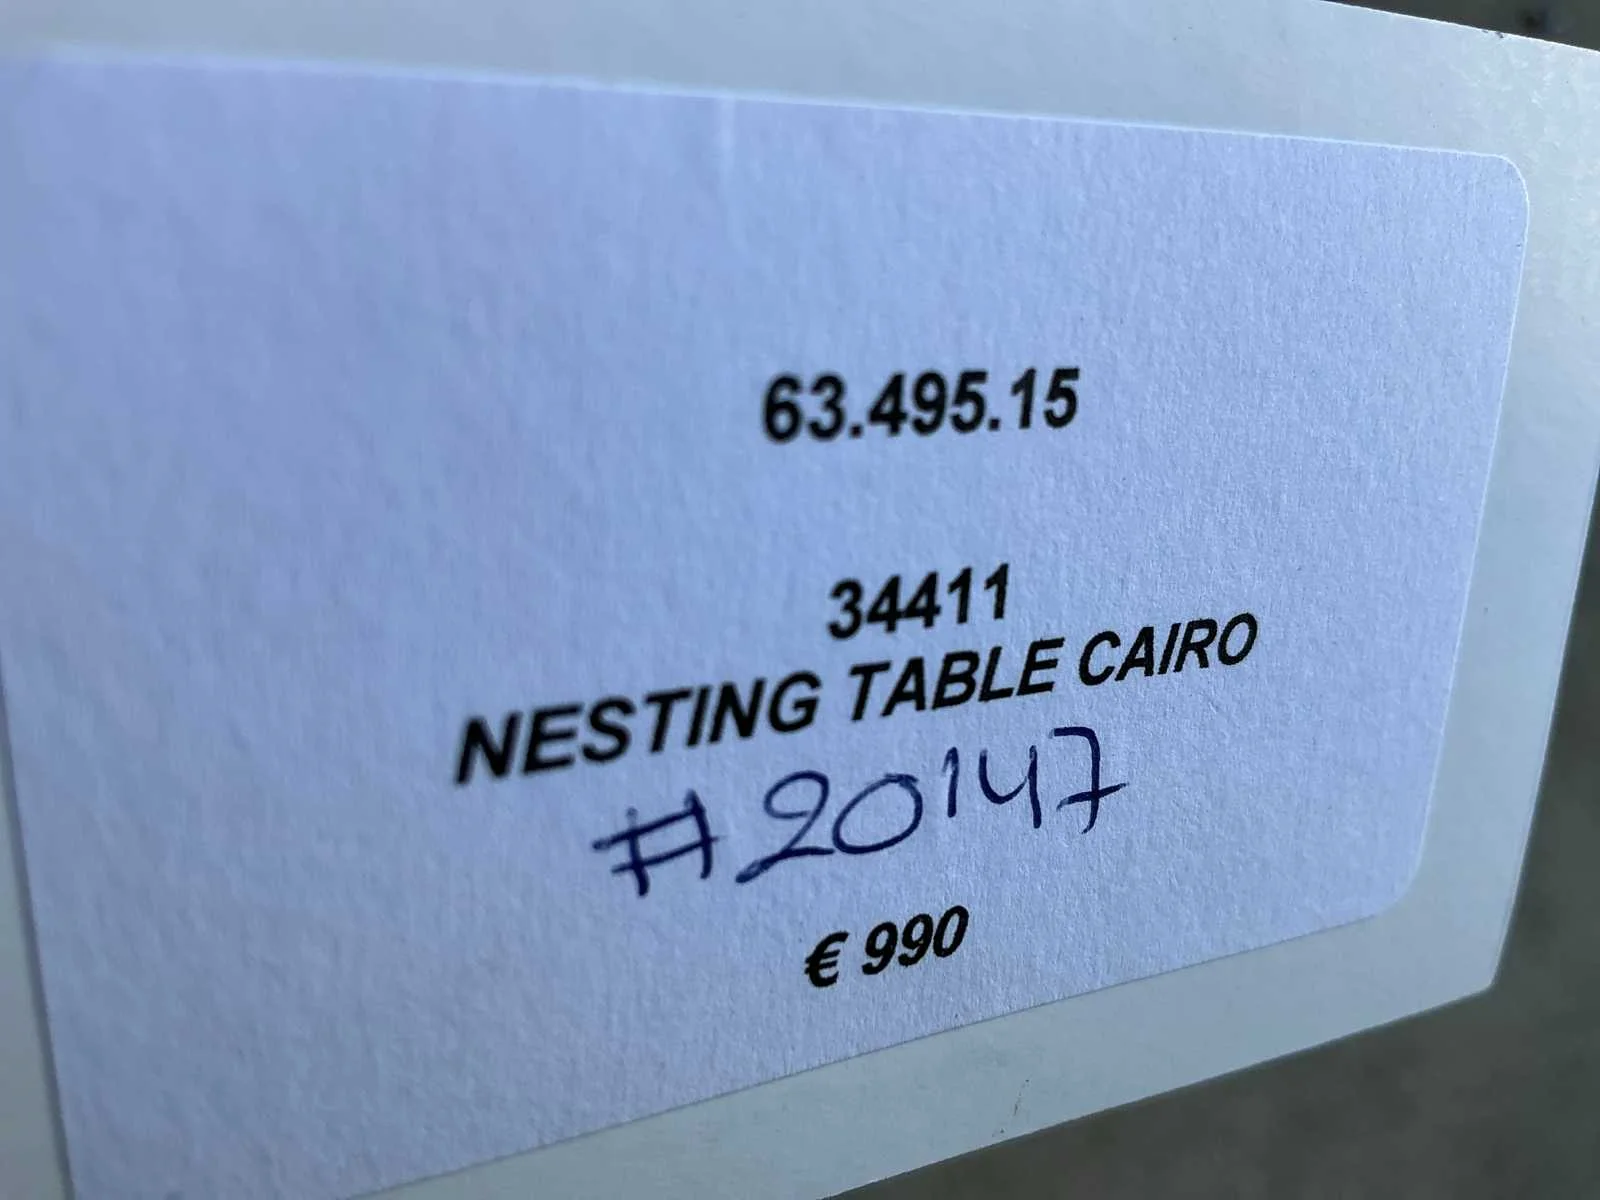 63.495.15
34411
NESTING TABLE CAIRO
#20147
€ 990